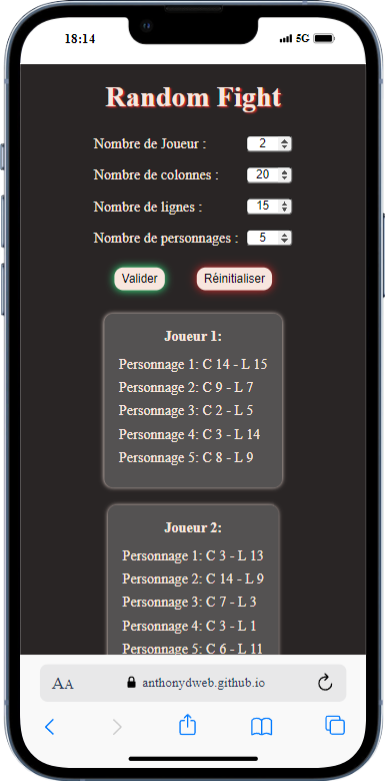 18:14 5G
Random Fight
Nombre de Joueur : 2
Nombre de colonnes : 20
Nombre de lignes : 15
Nombre de personnages : 5
Valider Réinitialiser
Joueur 1:
Personnage 1: C 14 - L 15
Personnage 2: C 9 - L 7
Personnage 3: C 2 - L 5
Personnage 4: C 3 - L 14
Personnage 5: C 8 - L 9
Joueur 2:
Personnage 1: C 3 - L 13
Personnage 2: C 14 - L 9
Personnage 3: C 7 - L 3
Personnage 4: C 3 - L 1
Personnage 5: C 6 - L 11
AA anthonydweb.github.io